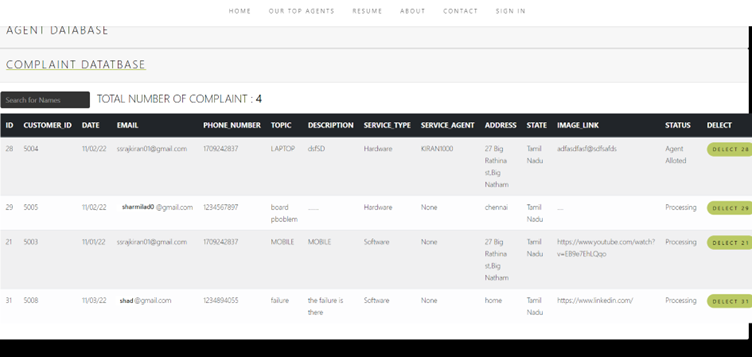 HOME OUR TOP AGENTS RESUME ABOUT CONTACT SIGN IN
AGENT DATABASE
COMPLAINT DATATBASE
Search for Names TOTAL NUMBER OF COMPLAINT : 4
ID CUSTOMER_ID DATE EMAIL PHONE_NUMBER TOPIC DESCRIPTION SERVICE_TYPE SERVICE_AGENT ADDRESS STATE IMAGE_LINK STATUS DELECT
28 5004 11/02/22 ssrajkiran01@gmail.com 1709242837 LAPTOP dsfSD Hardware KIRAN1000 27 Big Tamil adfasdfasf@sdfsafds Agent DELECT 28
Rathina Nadu Alloted
st,Big
Natham
29 5005 11/02/22 sharmilad0 @gmail.com 1234567897 board ........ Hardware None chennai Tamil .... Processing DELECT 29
pboblem Nadu
21 5003 11/01/22 ssrajkiran01@gmail.com 1709242837 MOBILE MOBILE Software None 27 Big Tamil https://www.youtube.com/watch? Processing DELECT 21
Rathina Nadu v=EB9e7EhLQqo
st,Big
Natham
31 5008 11/03/22 shad @gmail.com 1234894055 failure the failure is Software None home Tamil https://www.linkedin.com/ Processing DELECT 31
there Nadu